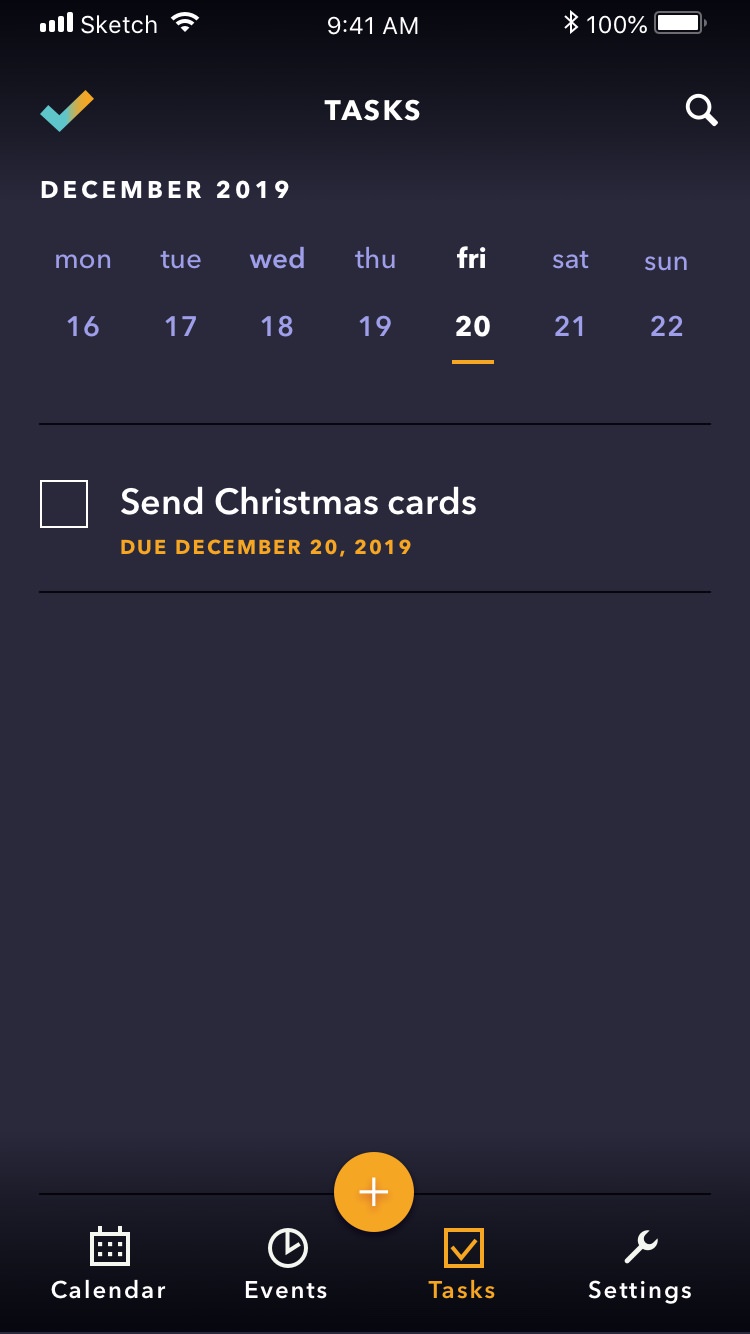 Sketch 9:41 AM 100%
TASKS
DECEMBER 2019
mon tue wed thu fri sat sun
16 17 18 19 20 21 22
Send Christmas cards
DUE DECEMBER 20, 2019
+
Calendar Events Tasks Settings